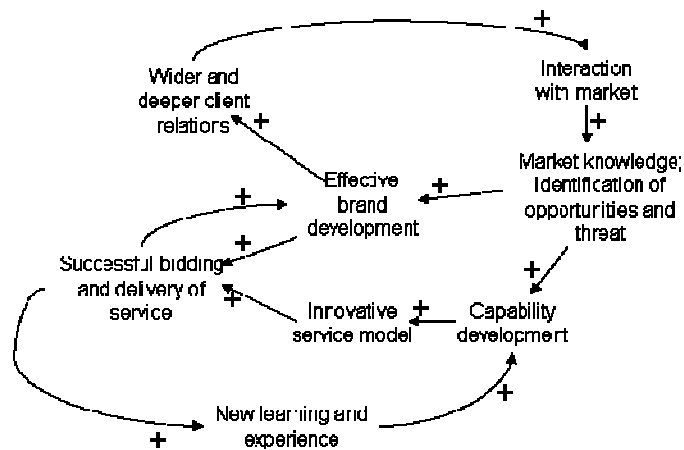 +
Wider and
deeper client
relations
+
Interaction
with market
+
Market knowledge;
Identification of
opportunities and
threat
Effective
brand
development
+
+
+
Successful bidding
and delivery of
service
+
+
Innovative
service model
+
Capability
development
+
New learning and
experience
+